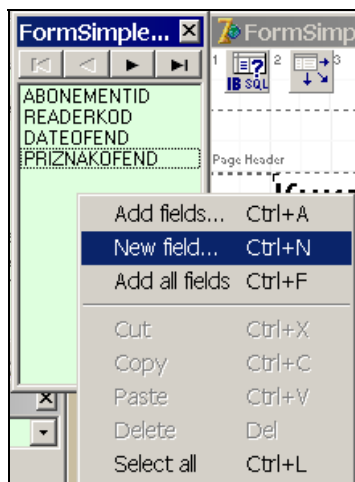 FormSimple...
FormSimp
1
2
3
IB SQL
ABONEMENTID
READERKOD
DATEOFEND
PRIZNAKOFEND
Page Header
Add fields... Ctrl+A
New field... Ctrl+N
Add all fields Ctrl+F
Cut Ctrl+X
Copy Ctrl+C
Paste Ctrl+V
Delete Del
Select all Ctrl+L